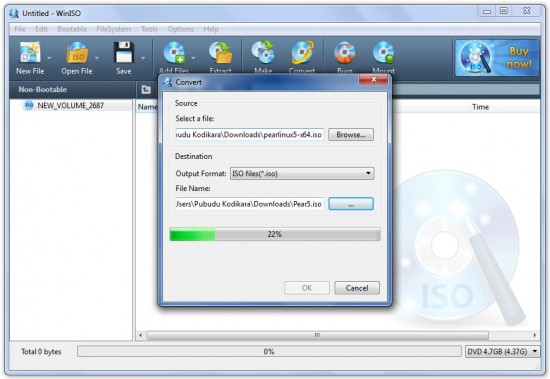 Untitled - WinISO
File Edit Bootable FileSystem Tools Options Help
ISO
New File Open File Save Add Files Extract Make Convert Burn Mount
Buy now!
Non-Bootable
NEW_VOLUME_2687
Time
Convert
Source
Select a file:
udu Kodikara\Downloads\pearlinux5-x64.iso
Browse...
Destination
Output Format: ISO files(*.iso)
File Name:
Jsers\Pubudu Kodikara\Downloads\Pear5.iso
...
22%
OK Cancel
ISO
Total 0 bytes 0% DVD 4.7GB (4.37G)